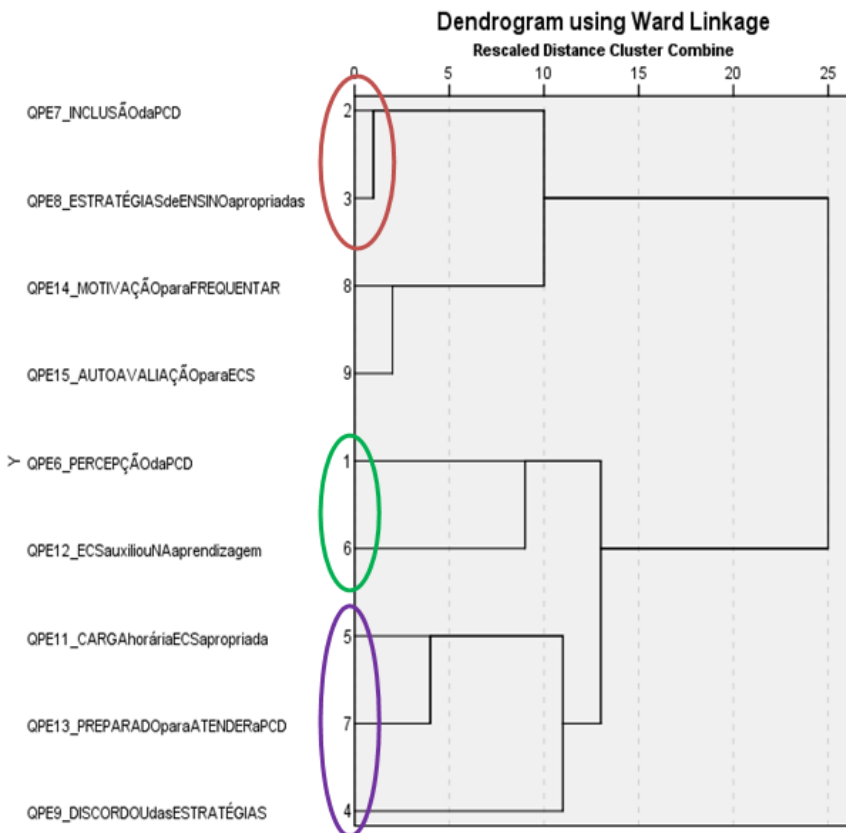 Dendrogram using Ward Linkage
Rescaled Distance Cluster Combine
0 5 10 15 20 25
QPE7_INCLUSÃOdaPCD 2
QPE8_ESTRATÉGIASdeENSINOapropriadas 3
QPE14_MOTIVAÇÃOparaFREQUENTAR 8
QPE15_AUTOAVALIAÇÃOparaECS 9
Y
QPE6_PERCEPÇÃOdaPCD 1
QPE12_ECSauxiliouNAaprendizagem 6
QPE11_CARGAhoráriaECSapropriada 5
QPE13_PREPARADOparaATENDERaPCD 7
QPE9_DISCORDOUdasESTRATÉGIAS 4